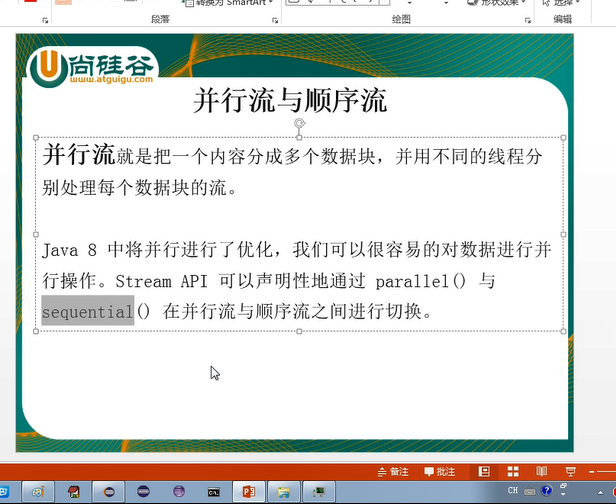 转换为 SmartArt
形状效果
选择
段落
绘图
编辑
尚硅谷
www.atguigu.com
并行流与顺序流
并行流就是把一个内容分成多个数据块，并用不同的线程分
别处理每个数据块的流。
Java 8 中将并行进行了优化，我们可以很容易的对数据进行并
行操作。Stream API 可以声明性地通过 parallel() 与
sequential() 在并行流与顺序流之间进行切换。
备注
批注
CH